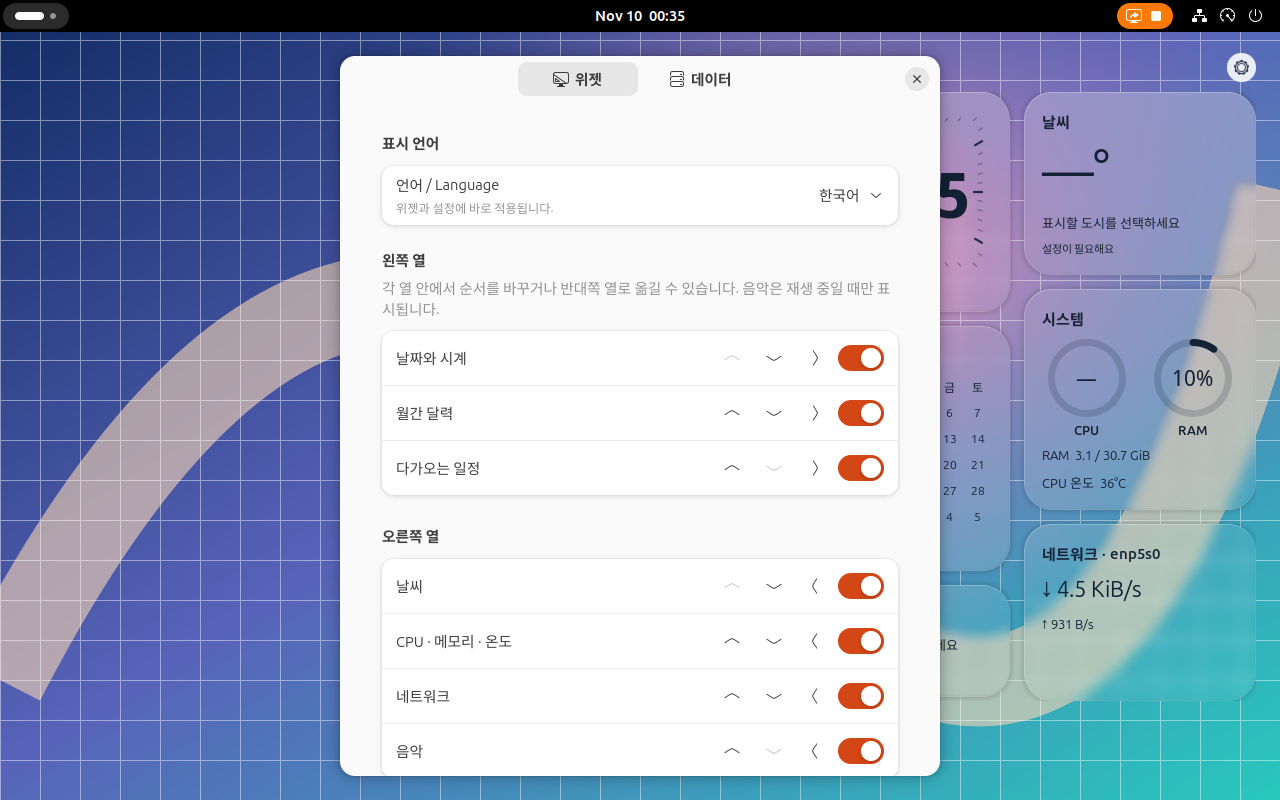 Nov 10 00:35
위젯
데이터
표시 언어
언어 / Language
위젯과 설정에 바로 적용됩니다.
한국어
왼쪽 열
각 열 안에서 순서를 바꾸거나 반대쪽 열로 옮길 수 있습니다. 음악은 재생 중일 때만 표
시됩니다.
날짜와 시계
월간 달력
다가오는 일정
오른쪽 열
날씨
CPU · 메모리 · 온도
네트워크
음악
5
금 토
6 7
13 14
20 21
27 28
4 5
요
날씨
—°
표시할 도시를 선택하세요
설정이 필요해요
시스템
—
10%
CPU
RAM
RAM 3.1 / 30.7 GiB
CPU 온도 36°C
네트워크 · enp5s0
↓ 4.5 KiB/s
↑ 931 B/s